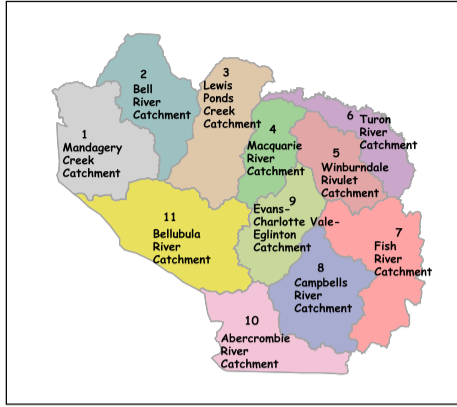 1
Mandagery
Creek
Catchment
2
Bell
River
Catchment
3
Lewis
Ponds
Creek
Catchment
4
Macquarie
River
Catchment
5
Winburndale
Rivulet
Catchment
6
Turon
River
Catchment
7
Fish
River
Catchment
8
Campbells
River
Catchment
9
Evans-
Charlotte Vale-
Eglinton
Catchment
10
Abercrombie
River
Catchment
11
Bellubula
River
Catchment